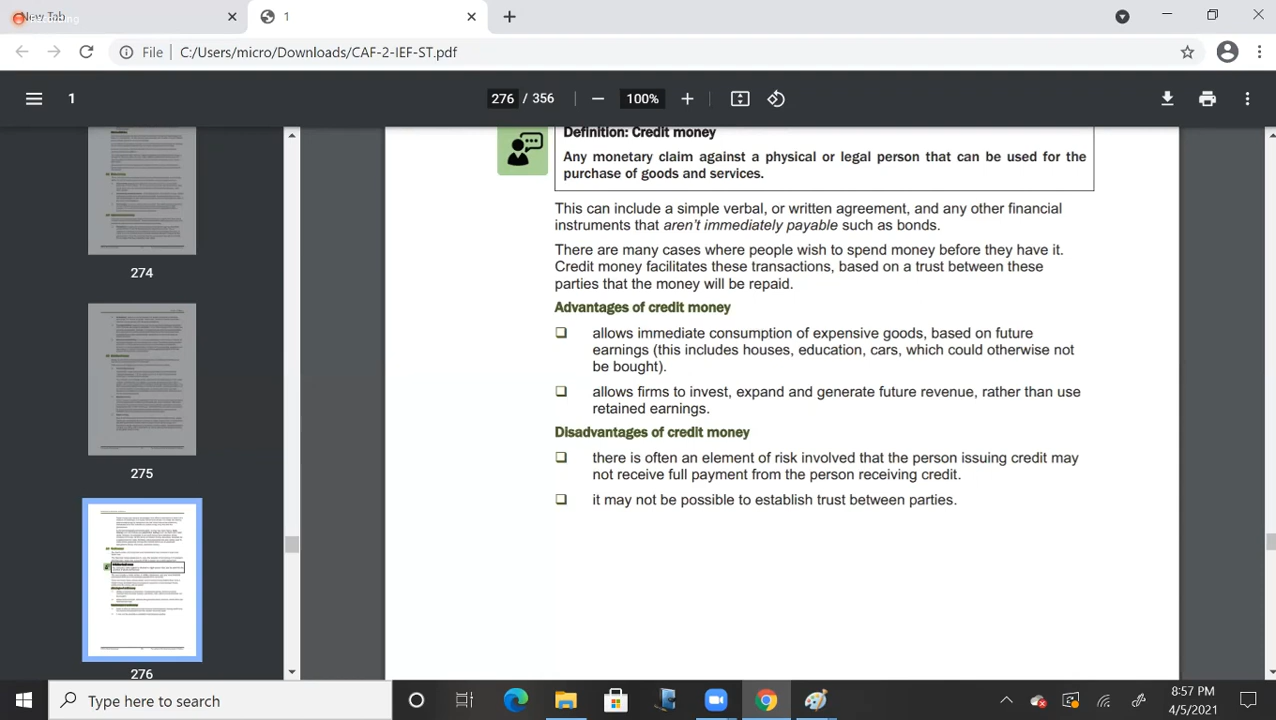 New Tab
1
File
C:/Users/micro/Downloads/CAF-2-IEF-ST.pdf
1
276 / 356
100%
274
275
276
Definition: Credit money
Any monetary claim against a physical or legal person that can be used for the
purchase of goods and services.
This can include a simple verbal, or written agreement, and any other financial
instruments that aren't immediately payable such as bonds.
There are many cases where people wish to spend money before they have it.
Credit money facilitates these transactions, based on a trust between these
parties that the money will be repaid.
Advantages of credit money
allows immediate consumption of expensive goods, based on future
earnings (this includes houses, education, cars, which could otherwise not
be bought).
allows firms to invest, expand and generate future revenue, rather than use
retained earnings.
Disadvantages of credit money
there is often an element of risk involved that the person issuing credit may
not receive full payment from the person receiving credit.
it may not be possible to establish trust between parties.
Type here to search
8:57 PM
4/5/2021